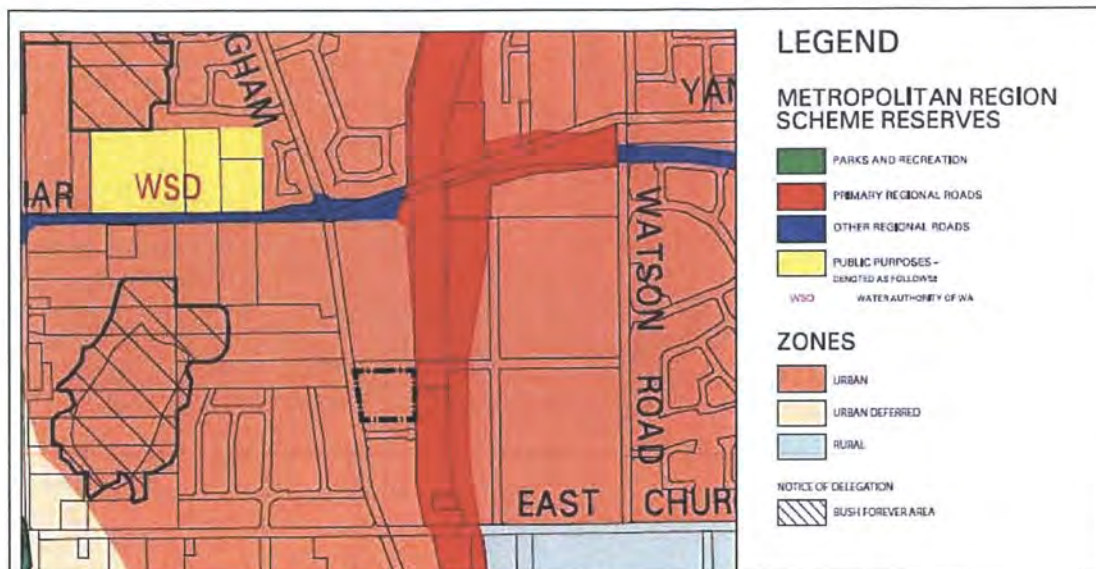 GHAM
YAN
WSD
IAR
WATSON ROAD
EAST CHUR
LEGEND
METROPOLITAN REGION
SCHEME RESERVES
PARKS AND RECREATION
PRIMARY REGIONAL ROADS
OTHER REGIONAL ROADS
PUBLIC PURPOSES -
DENOTED AS FOLLOWS:
WSD WATER AUTHORITY OF WA
ZONES
URBAN
URBAN DEFERRED
RURAL
NOTICE OF DELEGATION
BUSH FOREVER AREA